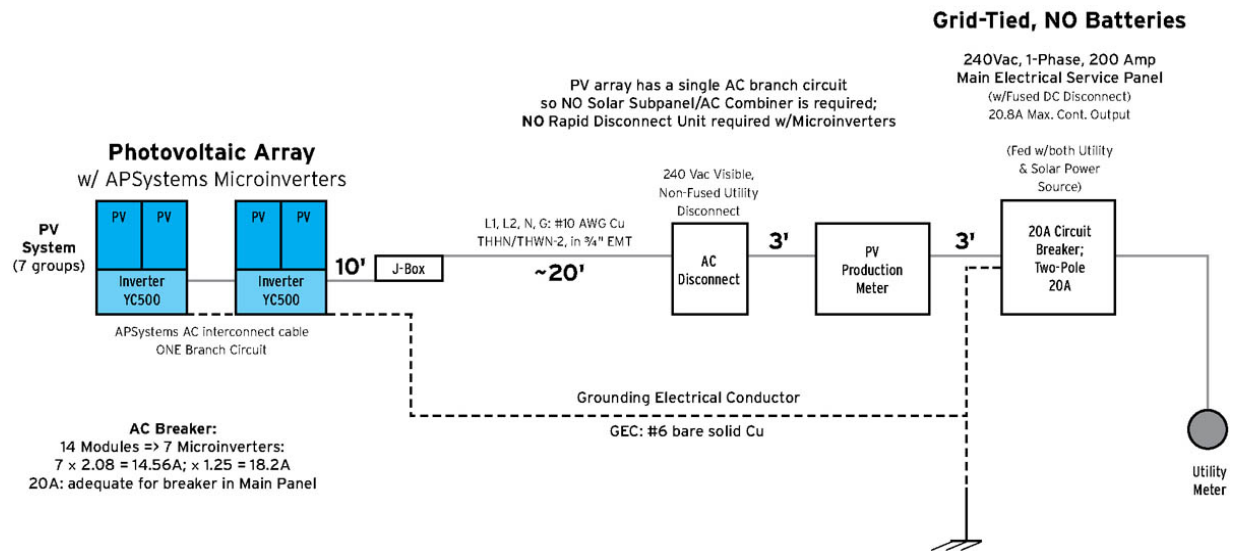 Grid-Tied, NO Batteries
240Vac, 1-Phase, 200 Amp
Main Electrical Service Panel
(w/Fused DC Disconnect)
20.8A Max. Cont. Output
(Fed w/both Utility
& Solar Power
Source)
PV array has a single AC branch circuit
so NO Solar Subpanel/AC Combiner is required;
NO Rapid Disconnect Unit required w/Microinverters
Photovoltaic Array
w/ APSystems Microinverters
PV
System
(7 groups)
PV PV
Inverter
YC500
PV PV
Inverter
YC500
10'
J-Box
L1, L2, N, G: #10 AWG Cu
THHN/THWN-2, in ¾" EMT
~20'
240 Vac Visible,
Non-Fused Utility
Disconnect
AC
Disconnect
3'
PV
Production
Meter
3'
20A Circuit
Breaker;
Two-Pole
20A
APSystems AC interconnect cable
ONE Branch Circuit
Grounding Electrical Conductor
GEC: #6 bare solid Cu
AC Breaker:
14 Modules => 7 Microinverters:
7 x 2.08 = 14.56A; x 1.25 = 18.2A
20A: adequate for breaker in Main Panel
Utility
Meter